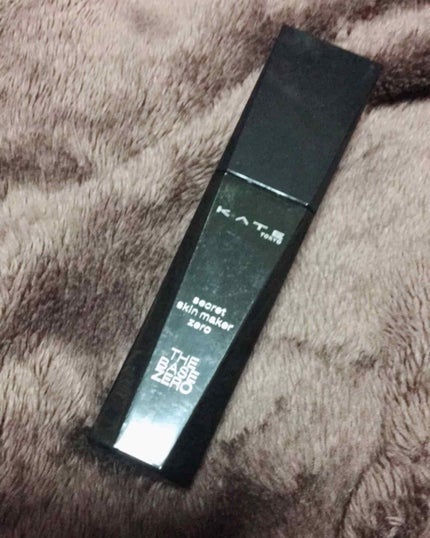 KATE
TOKYO
secret
skin maker
zero
THE
BASE
ZERO